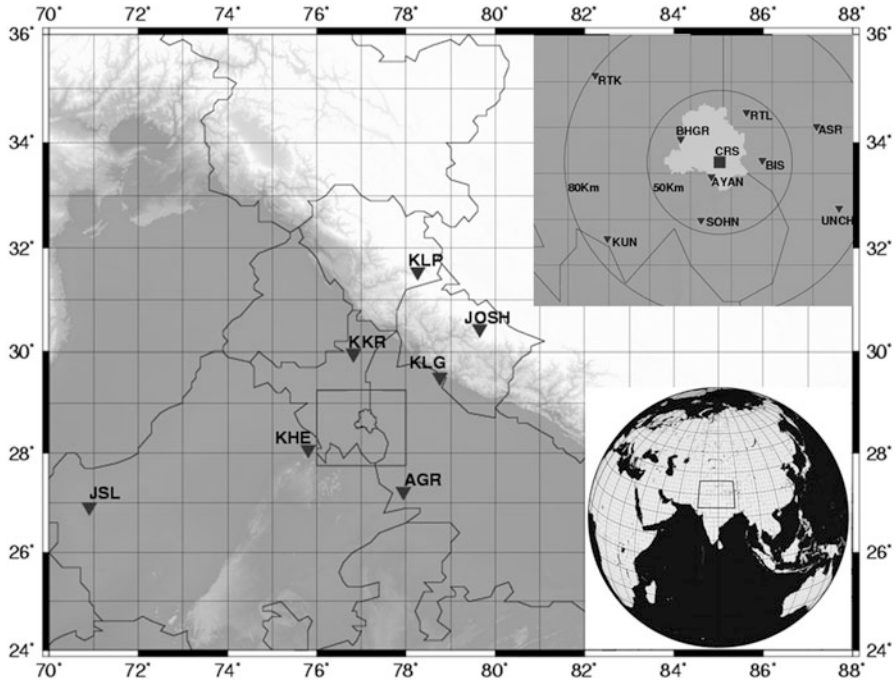 70° 72° 74° 76° 78° 80° 82° 84° 86° 88°
36° 36°
RTK
RTL
ASR
BHGR
CRS
BIS
34° 34°
AYAN
80Km 50Km
SOHN
UNCH
KUN
32° 32°
KLP
JOSH
KKR
30° 30°
KLG
KHE
28° 28°
AGR
JSL
26° 26°
24° 24°
70° 72° 74° 76° 78° 80° 82° 84° 86° 88°